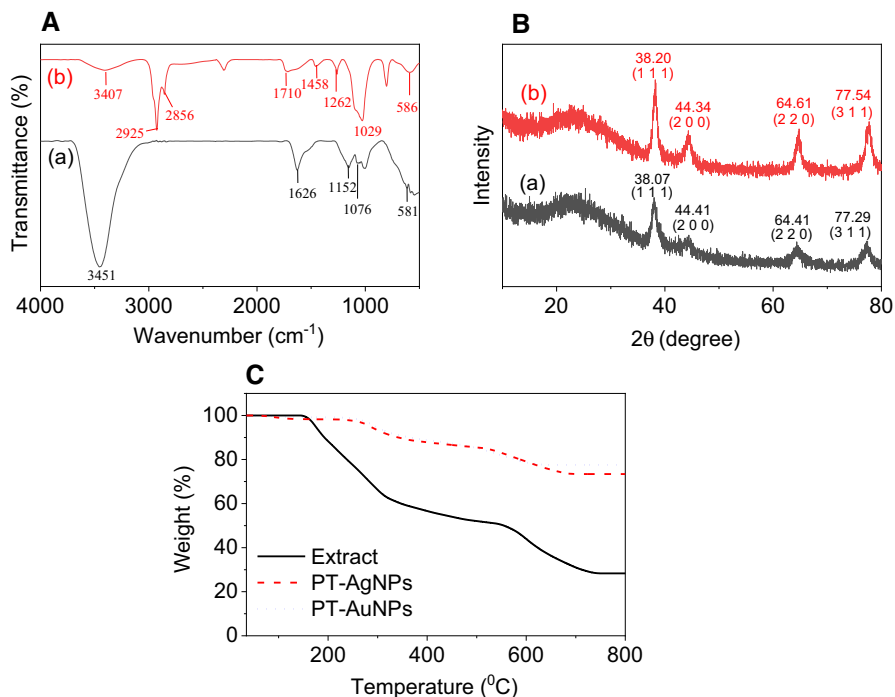 A
Transmittance (%)
(b)
3407
2925
2856
1710
1458
1262
1029
586
(a)
3451
1626
1152
1076
581
4000 3000 2000 1000
Wavenumber (cm⁻¹)
B
Intensity
(b)
38.20
(1 1 1)
44.34
(2 0 0)
64.61
(2 2 0)
77.54
(3 1 1)
(a)
38.07
(1 1 1)
44.41
(2 0 0)
64.41
(2 2 0)
77.29
(3 1 1)
20 40 60 80
2θ (degree)
C
Weight (%)
100
80
60
40
20
0
Extract
PT-AgNPs
PT-AuNPs
200 400 600 800
Temperature (⁰C)